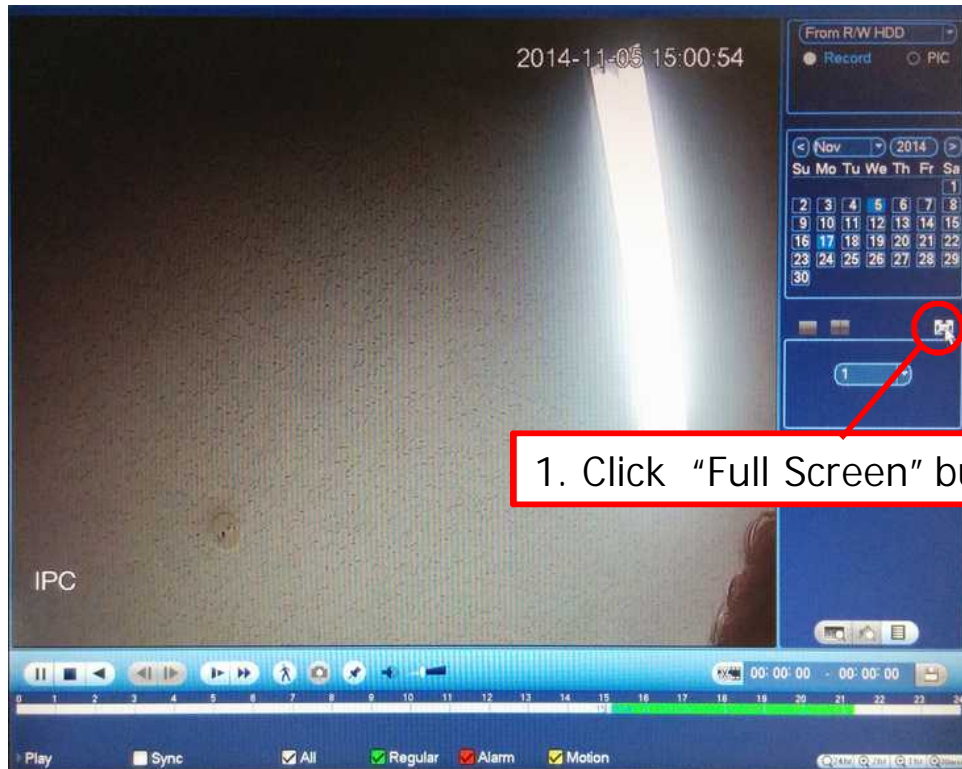 2014-11-05 15:00:54
From R/W HDD
Record PIC
< Nov 2014 >
Su Mo Tu We Th Fr Sa
1
2 3 4 5 6 7 8
9 10 11 12 13 14 15
16 17 18 19 20 21 22
23 24 25 26 27 28 29
30
1
1. Click "Full Screen" bu
IPC
00: 00: 00 - 00: 00: 00
0 1 2 3 4 5 6 7 8 9 10 11 12 13 14 15 16 17 18 19 20 21 22 23 24
Play Sync All Regular Alarm Motion
24hr 2hr 1hr